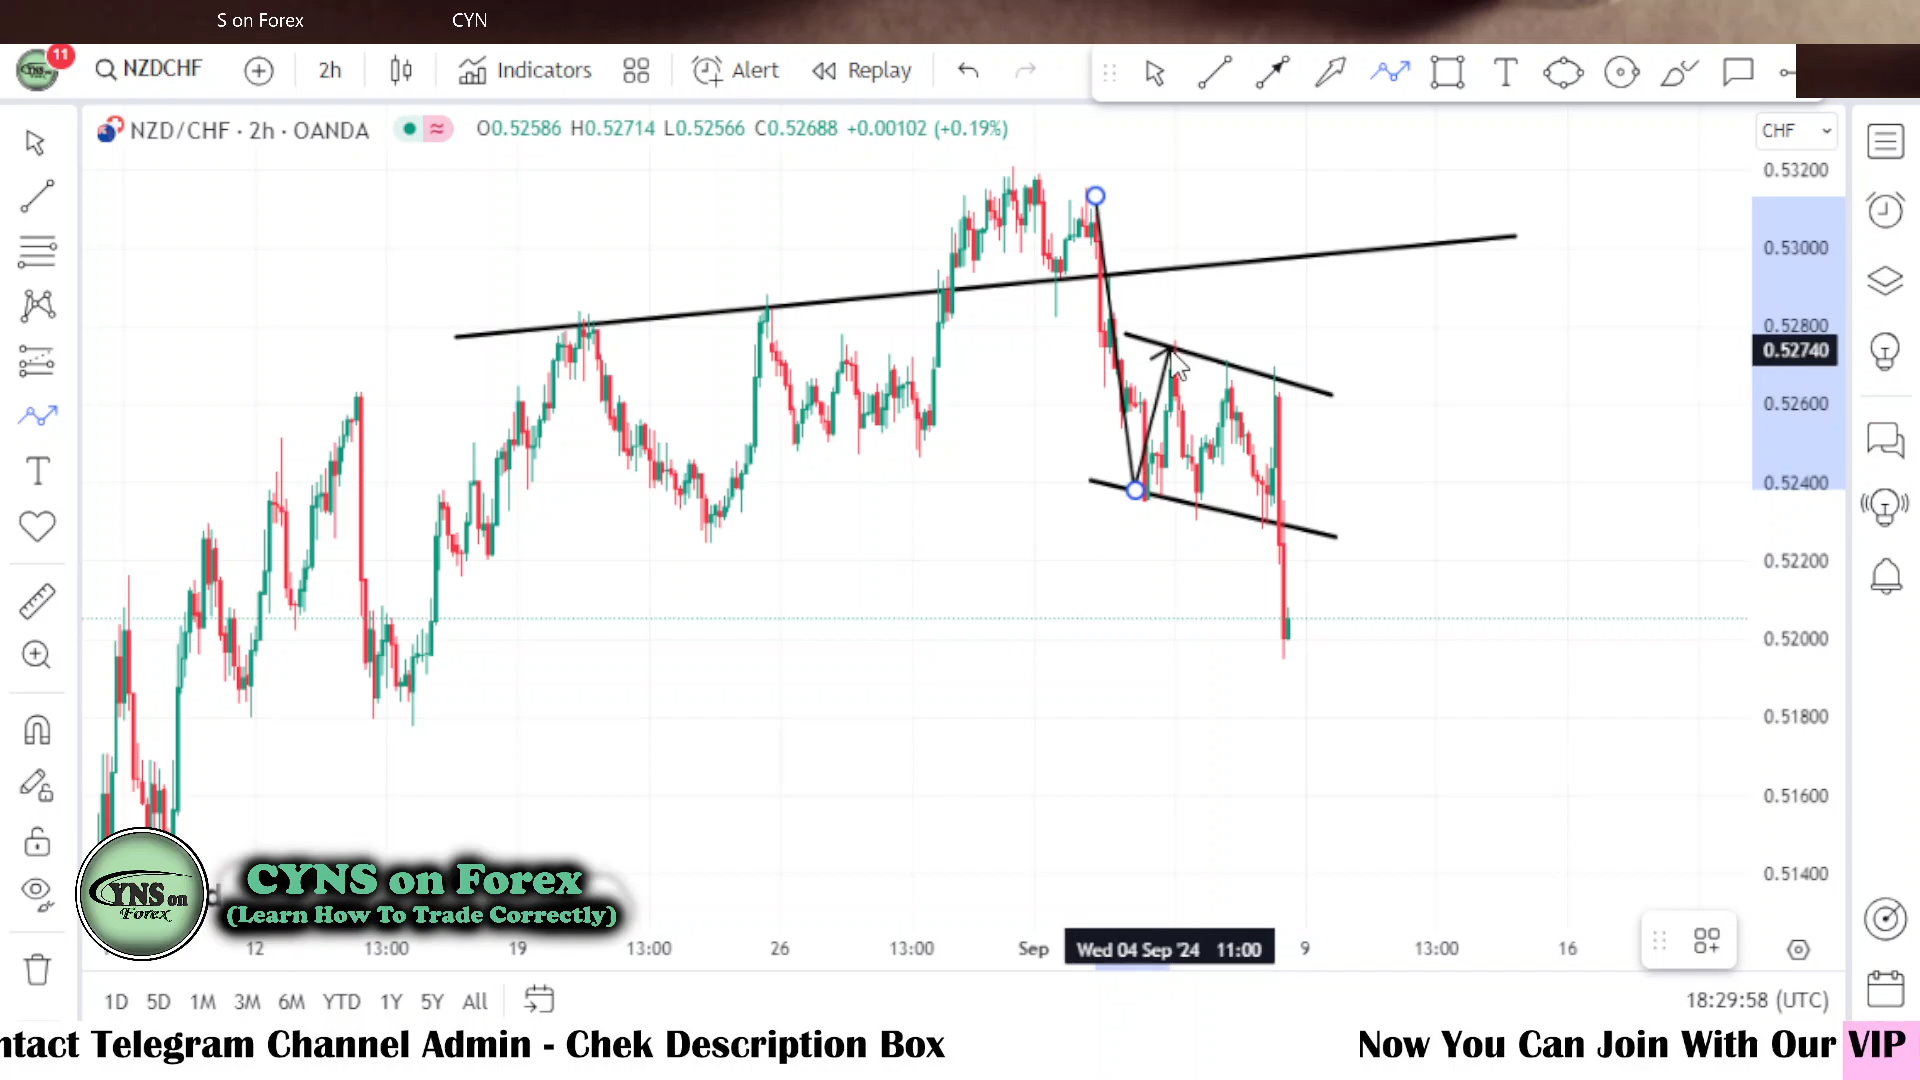 S on Forex CYN
11
NZDCHF 2h Indicators Alert Replay
NZD/CHF · 2h · OANDA O0.52586 H0.52714 L0.52566 C0.52688 +0.00102 (+0.19%)
CHF
0.53200
0.53000
0.52800
0.52740
0.52600
0.52400
0.52200
0.52000
0.51800
0.51600
0.51400
YNS on
Forex
CYNS on Forex
(Learn How To Trade Correctly)
12 13:00 19 13:00 26 13:00 Sep Wed 04 Sep '24 11:00 9 13:00 16
1D 5D 1M 3M 6M YTD 1Y 5Y All 18:29:58 (UTC)
ntact Telegram Channel Admin - Chek Description Box Now You Can Join With Our VIP